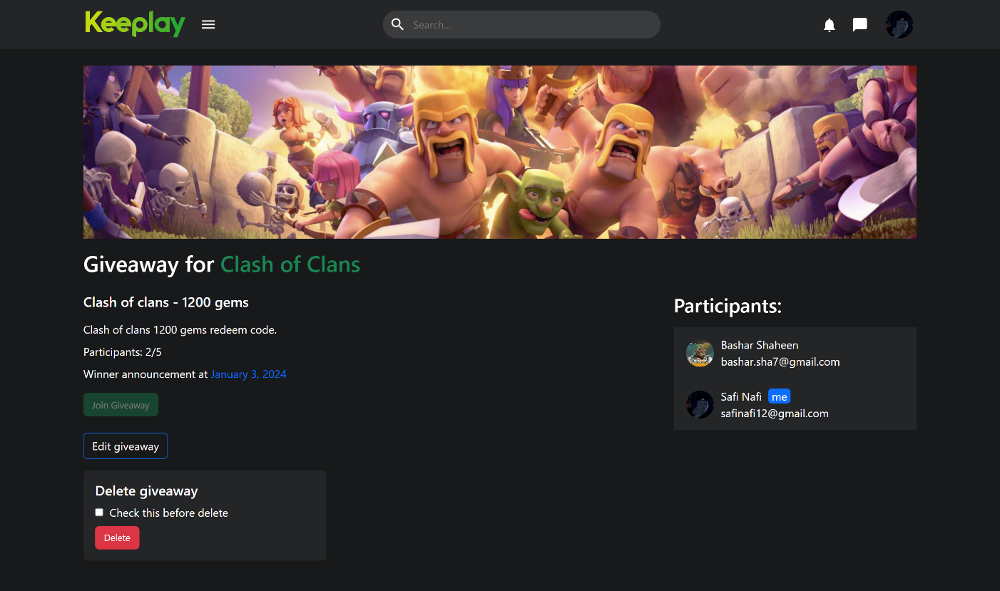 Keeplay
Search...
Giveaway for Clash of Clans
Clash of clans - 1200 gems
Clash of clans 1200 gems redeem code.
Participants: 2/5
Winner announcement at January 3, 2024
Join Giveaway
Edit giveaway
Delete giveaway
Check this before delete
Delete
Participants:
Bashar Shaheen
bashar.sha7@gmail.com
Safi Nafi me
safinafi12@gmail.com